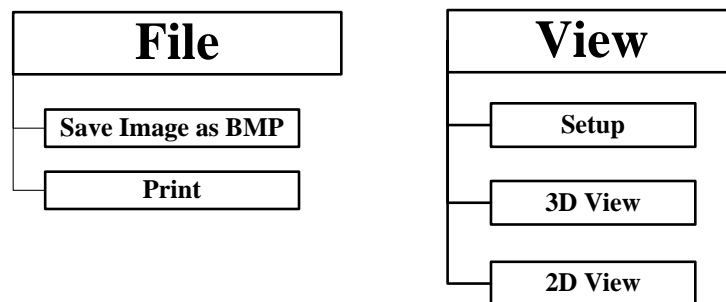 File
Save Image as BMP
Print
View
Setup
3D View
2D View